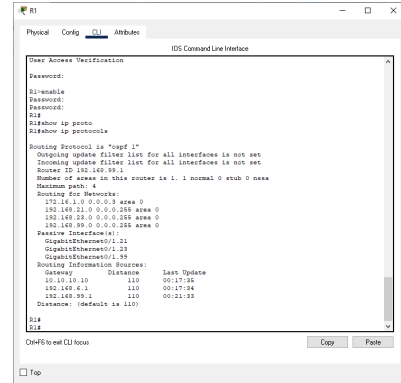 R1
Physical Config CLI Attributes
IOS Command Line Interface
User Access Verification
Password:
R1>enable
Password:
Password:
R1#
R1#show ip proto
R1#show ip protocols
Routing Protocol is "ospf 1"
Outgoing update filter list for all interfaces is not set
Incoming update filter list for all interfaces is not set
Router ID 192.168.99.1
Number of areas in this router is 1. 1 normal 0 stub 0 nssa
Maximum path: 4
Routing for Networks:
172.16.1.0 0.0.0.3 area 0
192.168.21.0 0.0.0.255 area 0
192.168.23.0 0.0.0.255 area 0
192.168.99.0 0.0.0.255 area 0
Passive Interface(s):
GigabitEthernet0/1.21
GigabitEthernet0/1.23
GigabitEthernet0/1.99
Routing Information Sources:
Gateway Distance Last Update
10.10.10.10 110 00:17:35
192.168.6.1 110 00:17:34
192.168.99.1 110 00:21:33
Distance: (default is 110)
R1#
R1#
Ctrl+F6 to exit CLI focus
Copy Paste
Top